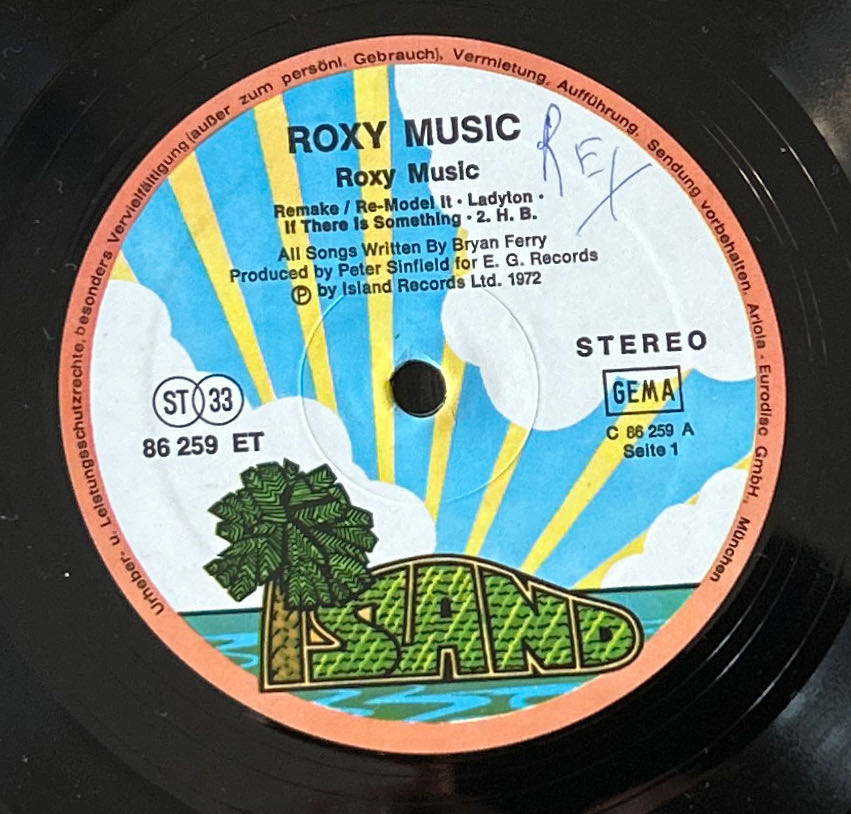 Urheber- u. Leistungsschutzrechte, besonders Vervielfältigung (außer zum persönl. Gebrauch), Vermietung, Aufführung, Sendung vorbehalten. Ariola - Eurodisc GmbH., München
ROXY MUSIC
REX
Roxy Music
Remake / Re-Model It · Ladyton ·
If There Is Something · 2. H. B.
All Songs Written By Bryan Ferry
Produced by Peter Sinfield for E. G. Records
Ⓟ by Island Records Ltd. 1972
STEREO
ST 33
86 259 ET
GEMA
C 86 259 A
Seite 1
ISLAND